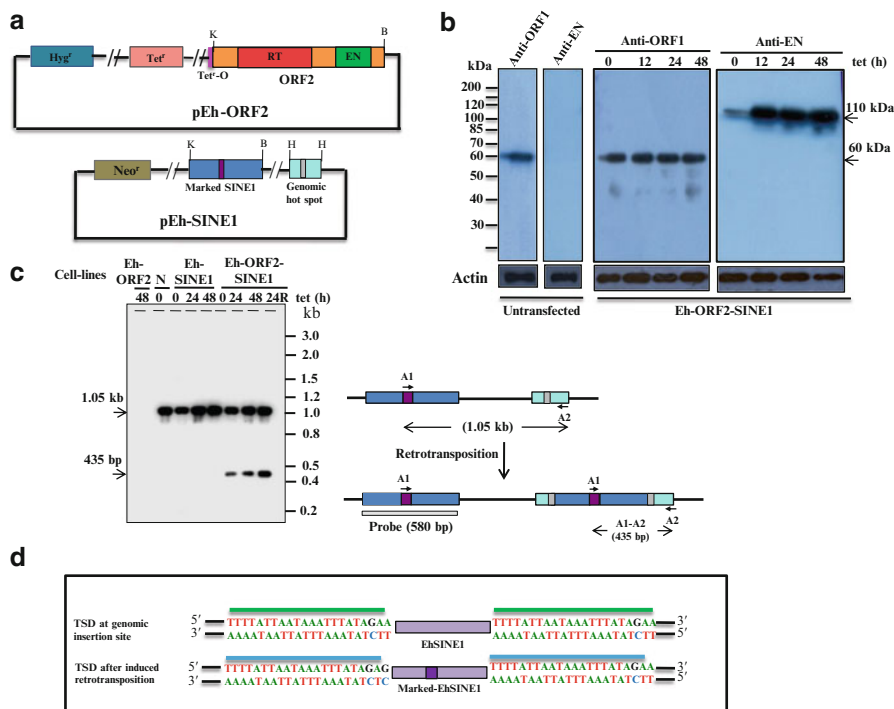 a
K
B
Hygʳ
Tetʳ
RT
EN
Tetʳ-O
ORF2
pEh-ORF2
K
B
H
H
Neoʳ
Marked SINE1
Genomic
hot spot
pEh-SINE1
b
Anti-ORF1
Anti-EN
Anti-ORF1
Anti-EN
kDa
0 12 24 48
0 12 24 48
tet (h)
200
120
100
85
70
60
50
40
30
110 kDa
60 kDa
Actin
Untransfected
Eh-ORF2-SINE1
c
Cell-lines
Eh-
ORF2
N
Eh-
SINE1
Eh-ORF2-
SINE1
48 0 0 24 48 0 24 48 24R
tet (h)
kb
3.0
2.0
1.5
1.2
1.0
0.8
0.5
0.4
0.2
1.05 kb
435 bp
A1
A2
(1.05 kb)
Retrotransposition
A1
A1
A2
Probe (580 bp)
A1-A2
(435 bp)
d
TSD at genomic
insertion site
5′ TTTTATTAATAAATTTATAGAA TTTTATTAATAAATTTATAGAA 3′
3′ AAAATAATTATTTAAATATCTT AAAATAATTATTTAAATATCTT 5′
EhSINE1
TSD after induced
retrotransposition
5′ TTTTATTAATAAATTTATAGAG TTTTATTAATAAATTTATAGAA 3′
3′ AAAATAATTATTTAAATATCTC AAAATAATTATTTAAATATCTT 5′
Marked-EhSINE1